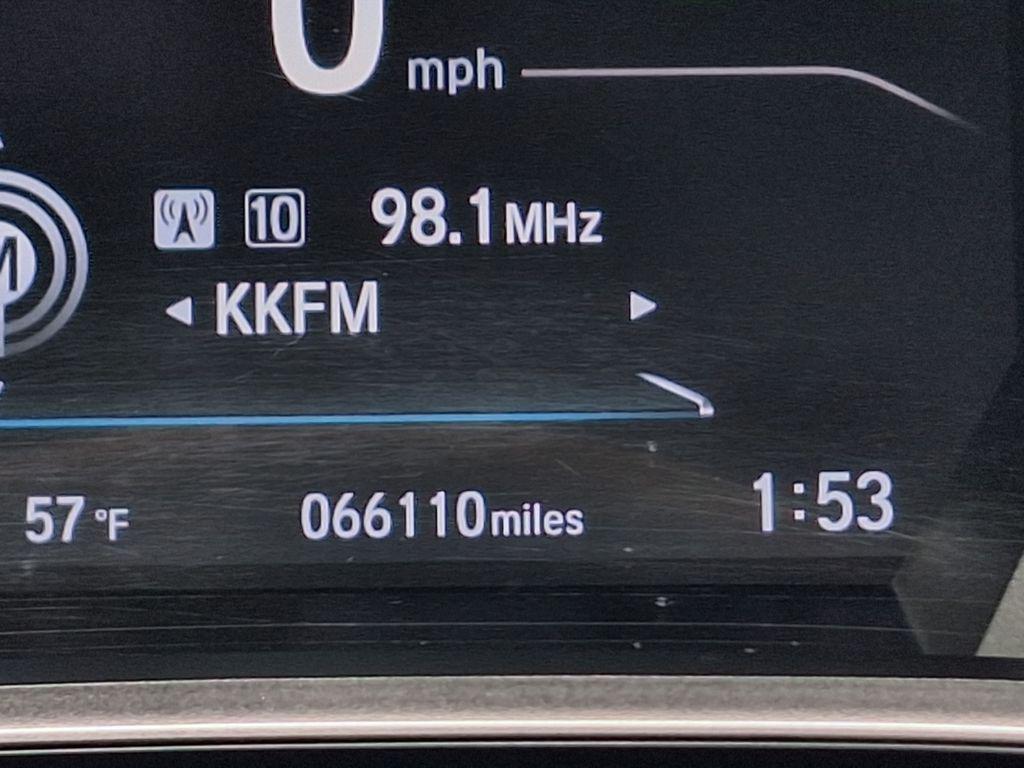 0 mph
10 98.1 MHz
KKFM
57 °F 066110 miles 1:53